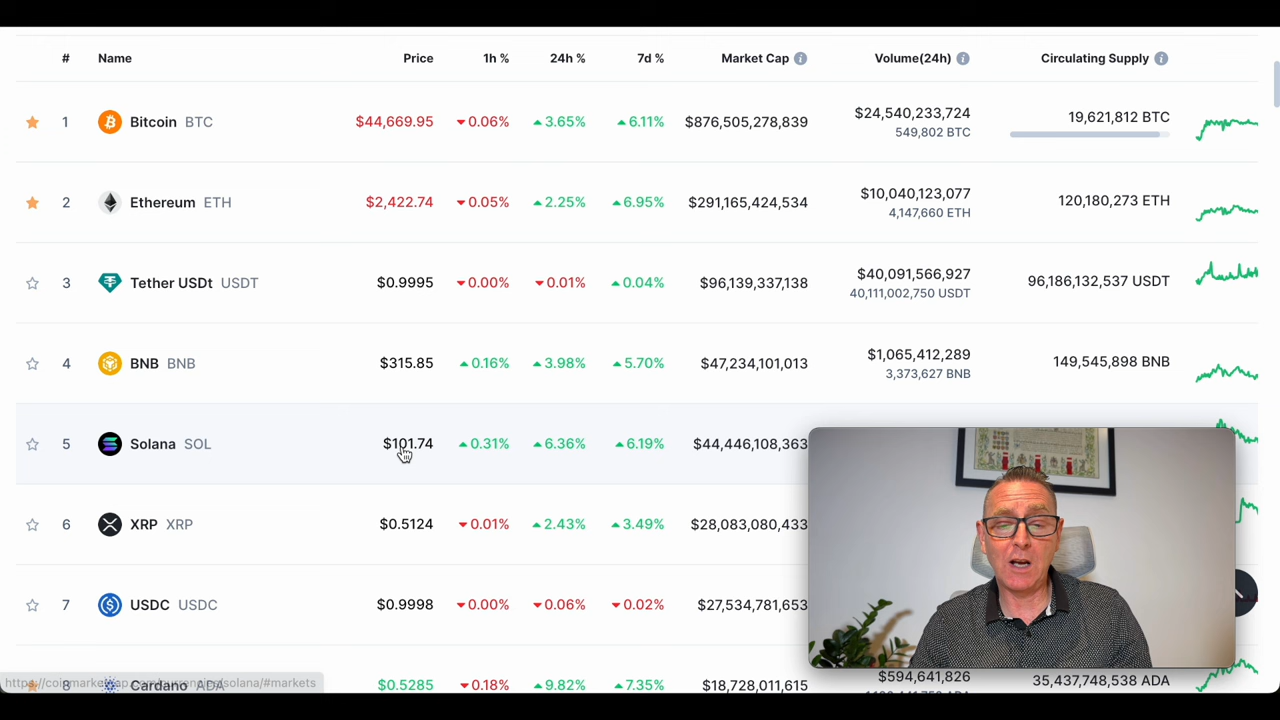 # Name Price 1h % 24h % 7d % Market Cap Volume(24h) Circulating Supply
1 Bitcoin BTC $44,669.95 0.06% 3.65% 6.11% $876,505,278,839 $24,540,233,724 19,621,812 BTC
549,802 BTC
2 Ethereum ETH $2,422.74 0.05% 2.25% 6.95% $291,165,424,534 $10,040,123,077 120,180,273 ETH
4,147,660 ETH
3 Tether USDt USDT $0.9995 0.00% 0.01% 0.04% $96,139,337,138 $40,091,566,927 96,186,132,537 USDT
40,111,002,750 USDT
4 BNB BNB $315.85 0.16% 3.98% 5.70% $47,234,101,013 $1,065,412,289 149,545,898 BNB
3,373,627 BNB
5 Solana SOL $101.74 0.31% 6.36% 6.19% $44,446,108,363
6 XRP XRP $0.5124 0.01% 2.43% 3.49% $28,083,080,433
7 USDC USDC $0.9998 0.00% 0.06% 0.02% $27,534,781,653
8 Cardano ADA $0.5285 0.18% 9.82% 7.35% $18,728,011,615 $594,641,826 35,437,748,538 ADA